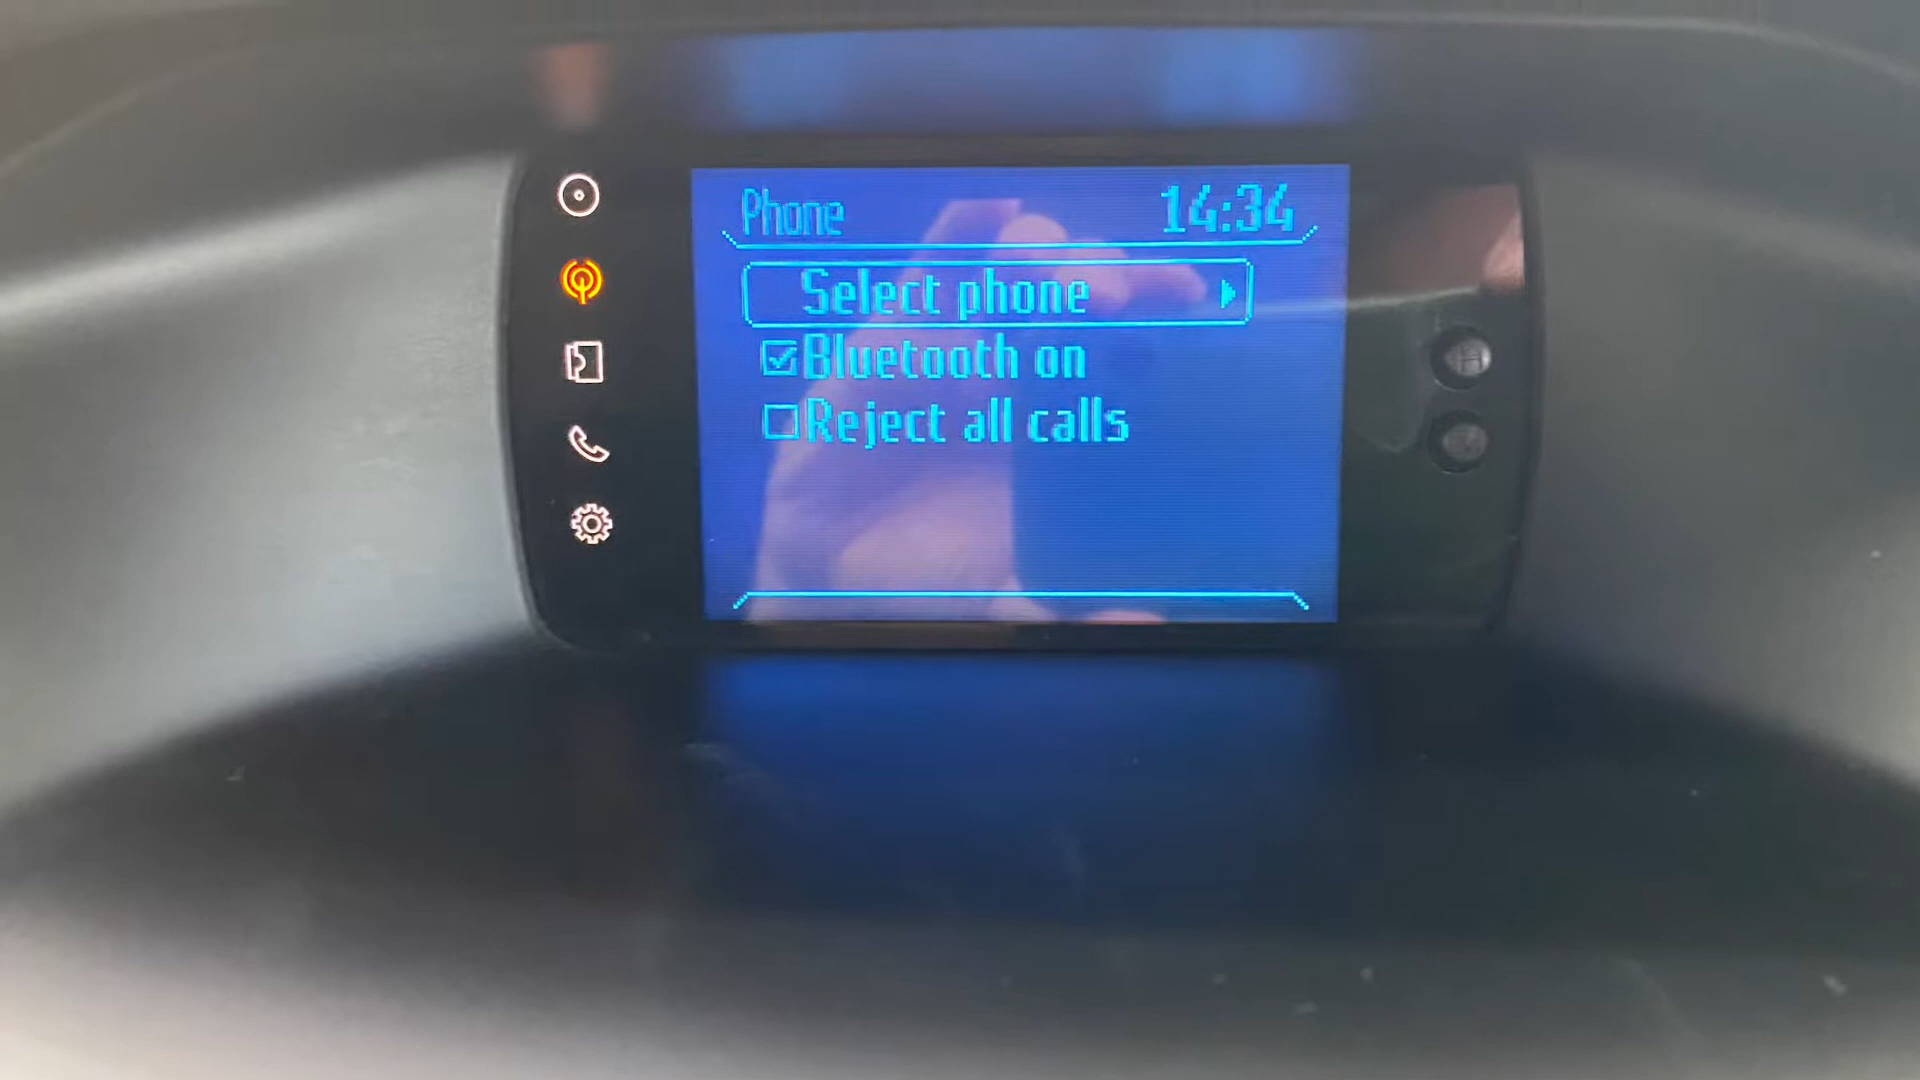 Phone 14:34
Select phone
Bluetooth on
Reject all calls